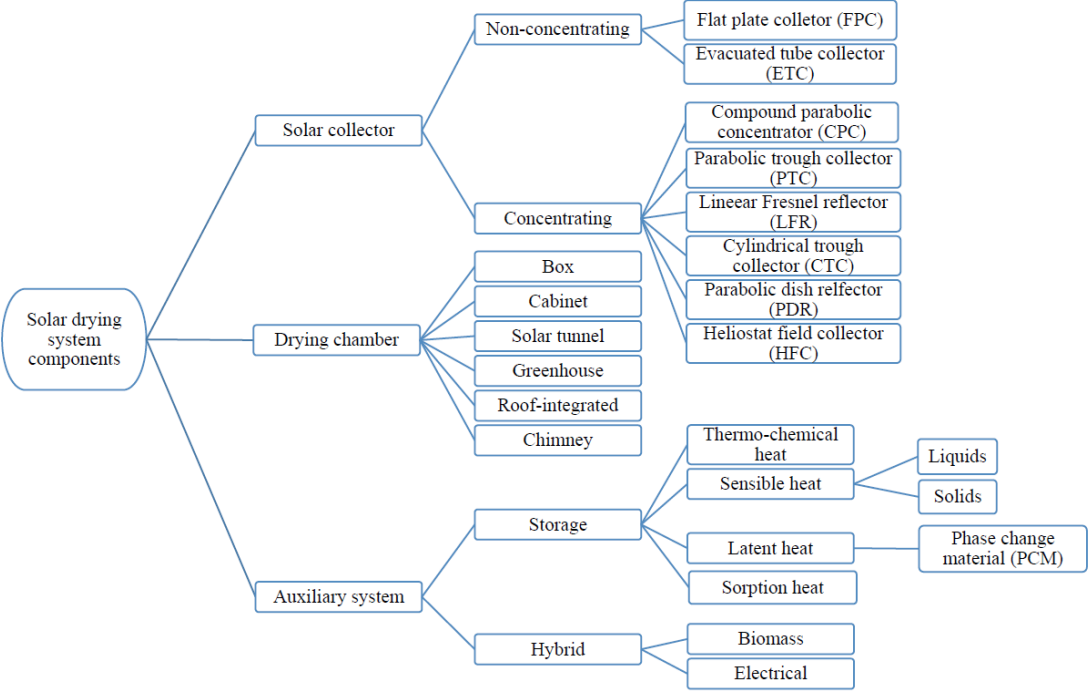 Solar drying
system
components
Solar collector
Non-concentrating
Flat plate colletor (FPC)
Evacuated tube collector
(ETC)
Concentrating
Compound parabolic
concentrator (CPC)
Parabolic trough collector
(PTC)
Lineear Fresnel reflector
(LFR)
Cylindrical trough
collector (CTC)
Parabolic dish relfector
(PDR)
Heliostat field collector
(HFC)
Drying chamber
Box
Cabinet
Solar tunnel
Greenhouse
Roof-integrated
Chimney
Auxiliary system
Storage
Thermo-chemical
heat
Sensible heat
Liquids
Solids
Latent heat
Phase change
material (PCM)
Sorption heat
Hybrid
Biomass
Electrical